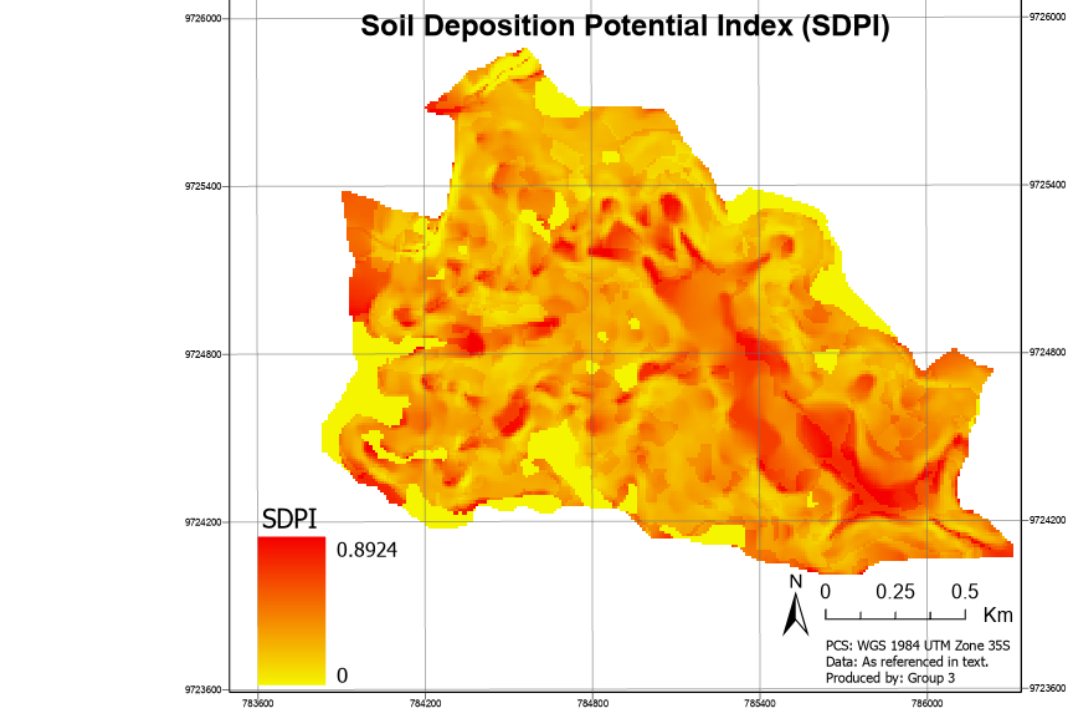 Soil Deposition Potential Index (SDPI)
9726000
9726000
9725400
9725400
9724800
9724800
9724200
9724200
9723600
9723600
SDPI
0.8924
0
N
0 0.25 0.5
Km
PCS: WGS 1984 UTM Zone 35S
Data: As referenced in text.
Produced by: Group 3
783600 784200 784800 785400 786000